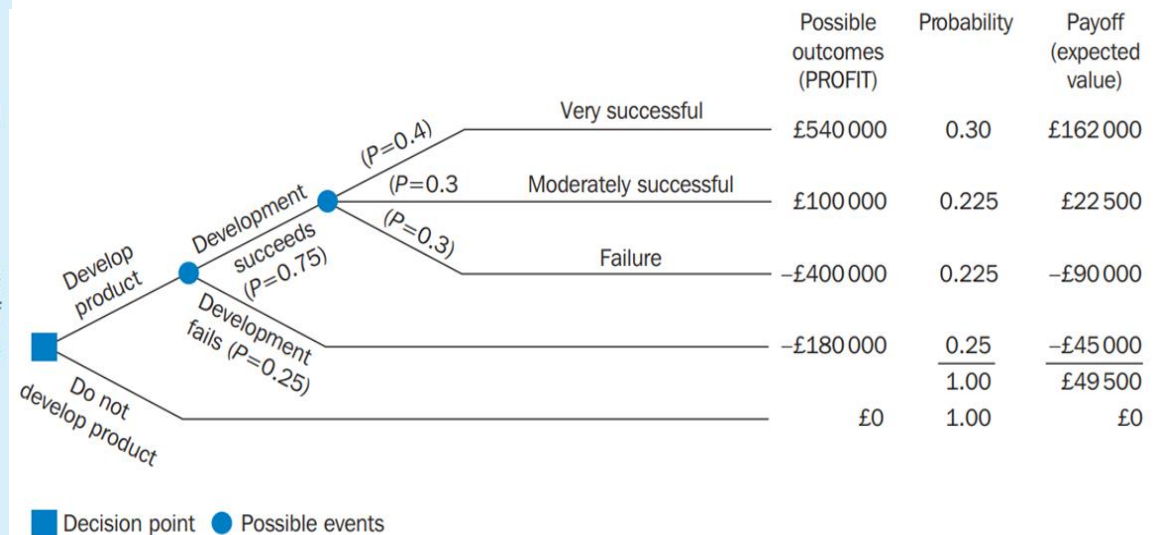 Possible outcomes (PROFIT)
Probability
Payoff (expected value)
Very successful
(P=0.4)
£540 000 0.30 £162 000
(P=0.3
Moderately successful
£100 000 0.225 £22 500
(P=0.3)
Failure
–£400 000 0.225 –£90 000
Development
succeeds
(P=0.75)
Develop
product
Development
fails (P=0.25)
–£180 000 0.25 –£45 000
1.00 £49 500
Do not
develop product
£0 1.00 £0
Decision point Possible events